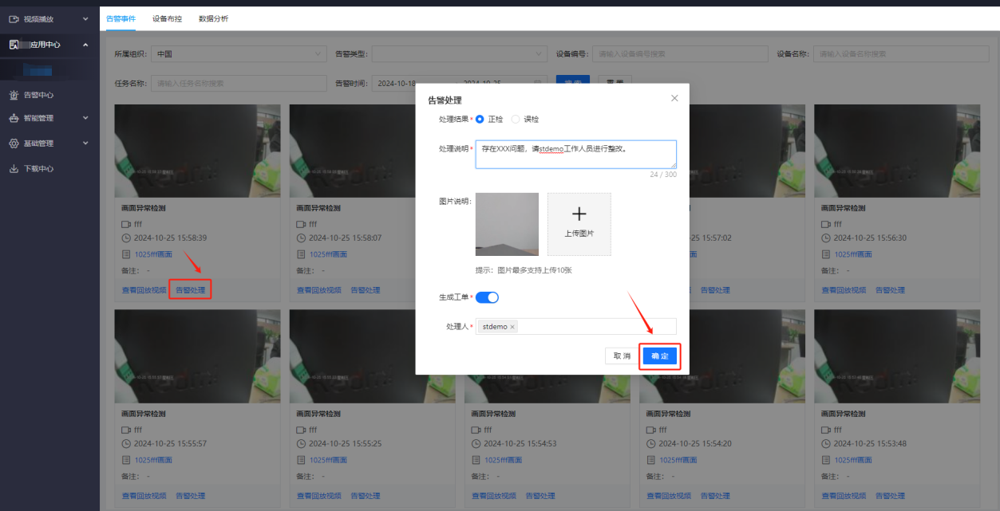 视频播放
应用中心
告警中心
智能管理
基础管理
下载中心
告警事件 设备布控 数据分析
所属组织: 中国 告警类型: 设备编号: 请输入设备编号搜索 设备名称: 请输入设备名称搜索
任务名称: 请输入任务名称搜索 告警时间: 2024-10-18 2024-10-25 搜 索 重 置
告警处理
处理结果* 正检 误检
处理说明* 存在XXX问题，请stdemo工作人员进行整改。
24 / 300
图片说明:
上传图片
提示：图片最多支持上传10张
生成工单*
处理人* stdemo ×
取 消 确 定
画面异常检测 画面异常检测 画面异常检测
fff fff fff
2024-10-25 15:58:39 2024-10-25 15:58:07 25 15:57:02 2024-10-25 15:56:30
1025fff画面 1025fff画面 面 1025fff画面
备注： - 备注： - 备注： -
查看回放视频 告警处理 查看回放视频 告警处理 告警处理 查看回放视频 告警处理
画面异常检测 画面异常检测 画面异常检测 画面异常检测 画面异常检测
fff fff fff fff fff
2024-10-25 15:55:57 2024-10-25 15:55:25 2024-10-25 15:54:53 2024-10-25 15:54:20 2024-10-25 15:53:48
1025fff画面 1025fff画面 1025fff画面 1025fff画面 1025fff画面
备注： - 备注： - 备注： - 备注： - 备注： -
查看回放视频 告警处理 查看回放视频 告警处理 查看回放视频 告警处理 查看回放视频 告警处理 查看回放视频 告警处理